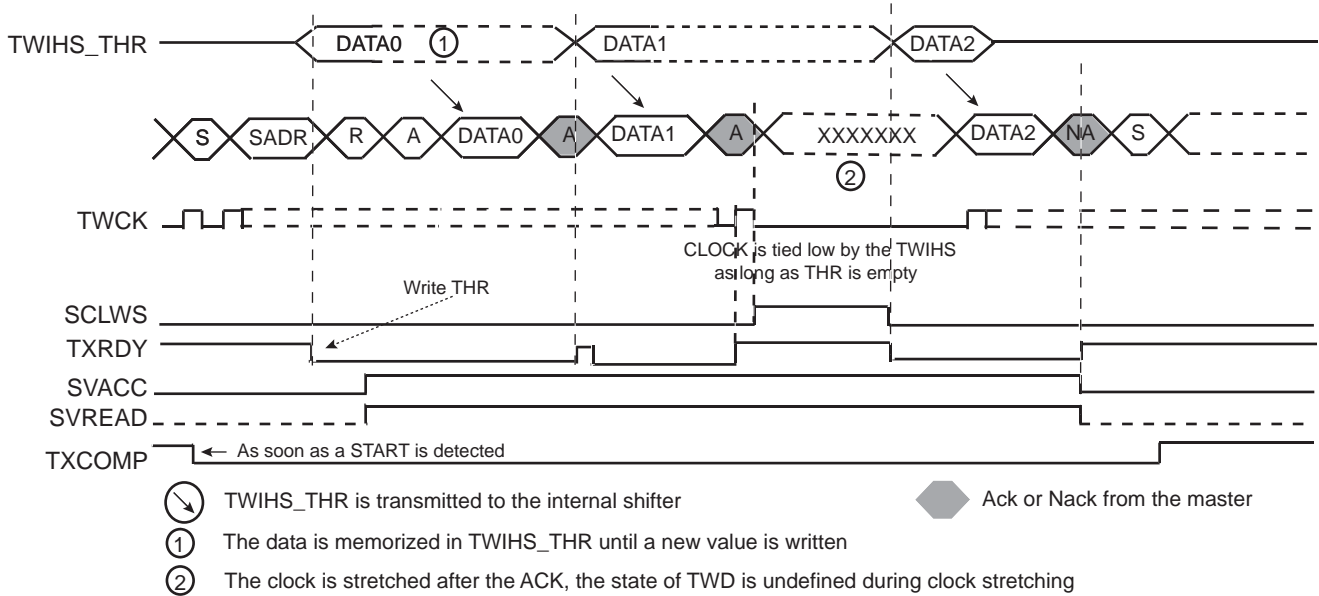 TWIHS_THR DATA0 1 DATA1 DATA2
S SADR R A DATA0 A DATA1 A XXXXXXX DATA2 NA S
2
TWCK
CLOCK is tied low by the TWIHS
as long as THR is empty
Write THR
SCLWS
TXRDY
SVACC
SVREAD
TXCOMP As soon as a START is detected
TWIHS_THR is transmitted to the internal shifter
Ack or Nack from the master
1 The data is memorized in TWIHS_THR until a new value is written
2 The clock is stretched after the ACK, the state of TWD is undefined during clock stretching